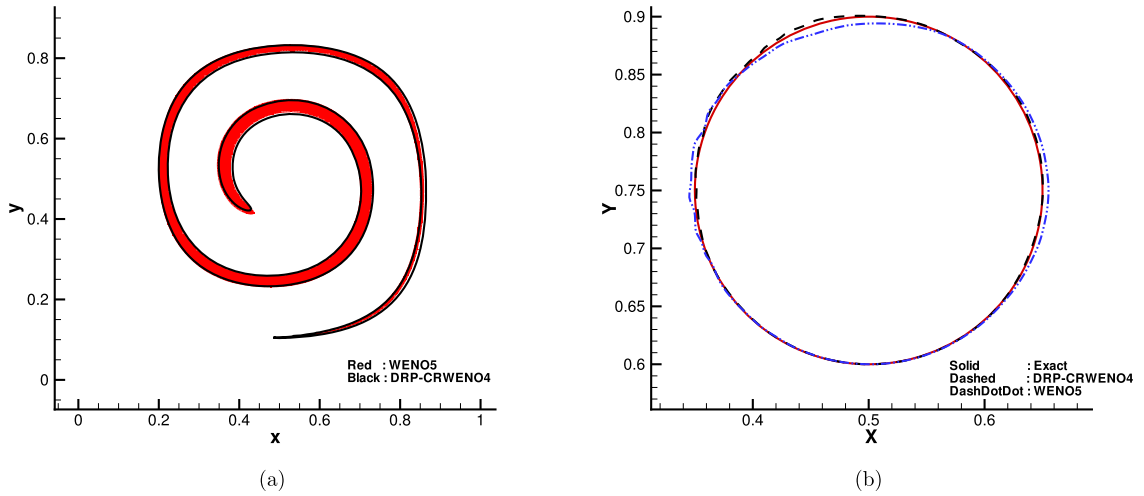 y
0.8
0.6
0.4
0.2
0
0
0.2
0.4
0.6
0.8
1
x
Red : WENO5
Black : DRP-CRWENO4
(a)
Y
0.9
0.85
0.8
0.75
0.7
0.65
0.6
0.4
0.5
0.6
X
Solid : Exact
Dashed : DRP-CRWENO4
DashDotDot : WENO5
(b)